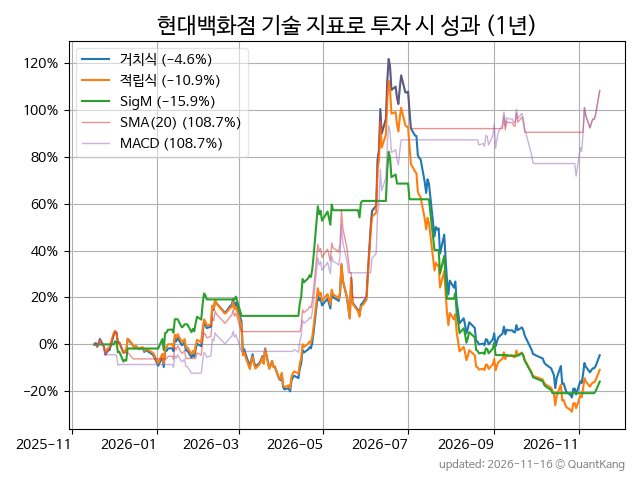 현대백화점 기술 지표로 투자 시 성과 (1년)
거치식 (−4.6%)
적립식 (−10.9%)
SigM (−15.9%)
SMA(20) (108.7%)
MACD (108.7%)
120%
100%
80%
60%
40%
20%
0%
−20%
2025-11 2026-01 2026-03 2026-05 2026-07 2026-09 2026-11
updated: 2026-11-16 © QuantKang